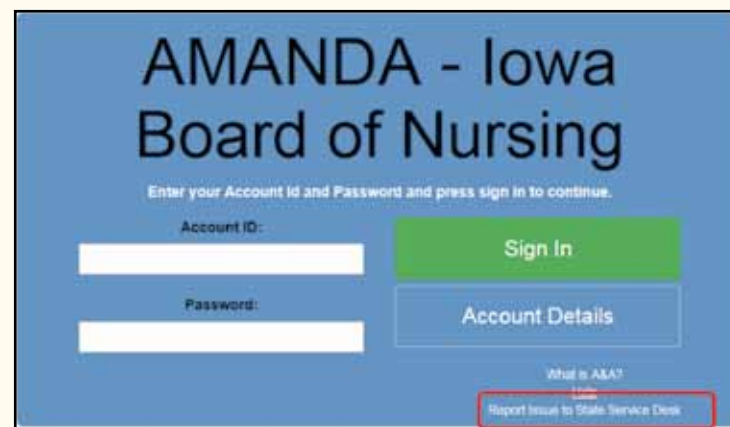 AMANDA - Iowa
Board of Nursing
Enter your Account Id and Password and press sign in to continue.
Account ID:
Sign In
Password:
Account Details
What is A&A?
Help
Report Issue to State Service Desk